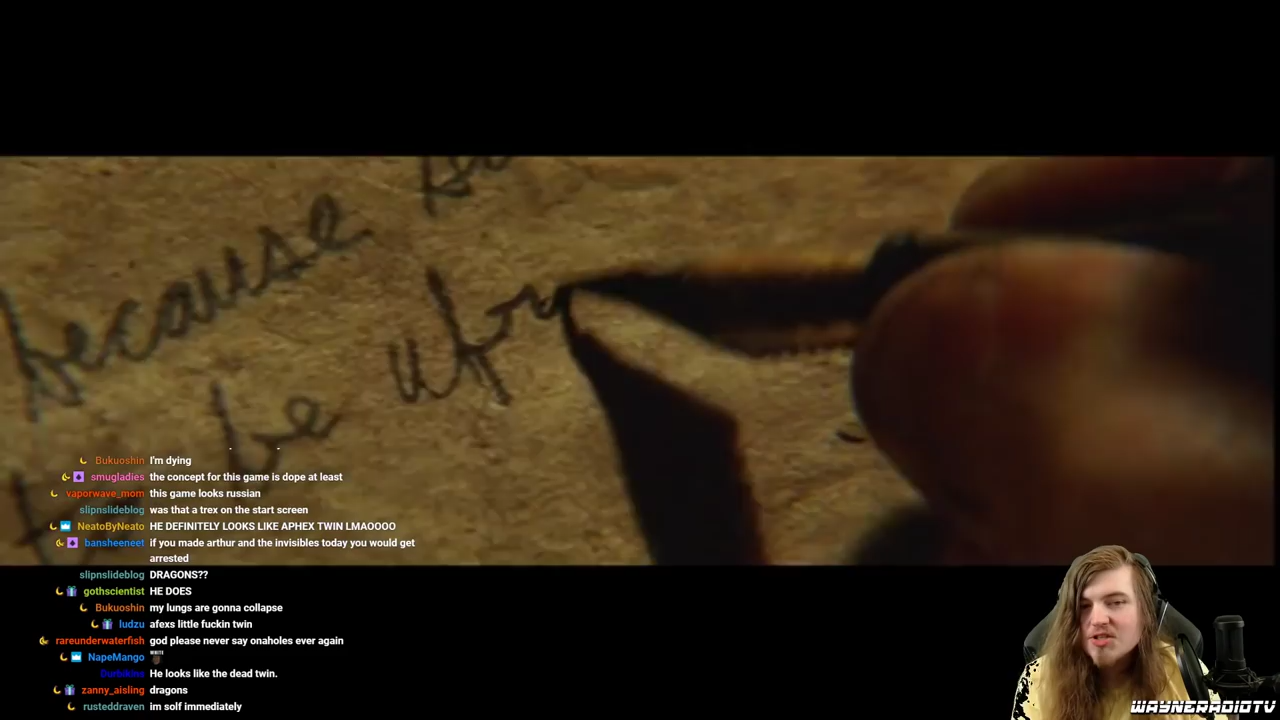 because
be
Bukuoshin I'm dying
smugladies the concept for this game is dope at least
vaporwave_mom this game looks russian
slipnslideblog was that a trex on the start screen
NeatoByNeato HE DEFINITELY LOOKS LIKE APHEX TWIN LMAOOOO
bansheeneet if you made arthur and the invisibles today you would get
arrested
slipnslideblog DRAGONS??
gothscientist HE DOES
Bukuoshin my lungs are gonna collapse
ludzu afexs little fuckin twin
rareunderwaterfish god please never say onaholes ever again
NapeMango WHITE
He looks like the dead twin.
zanny_aisling dragons
rusteddraven im solf immediately
WAYNERADIOTV